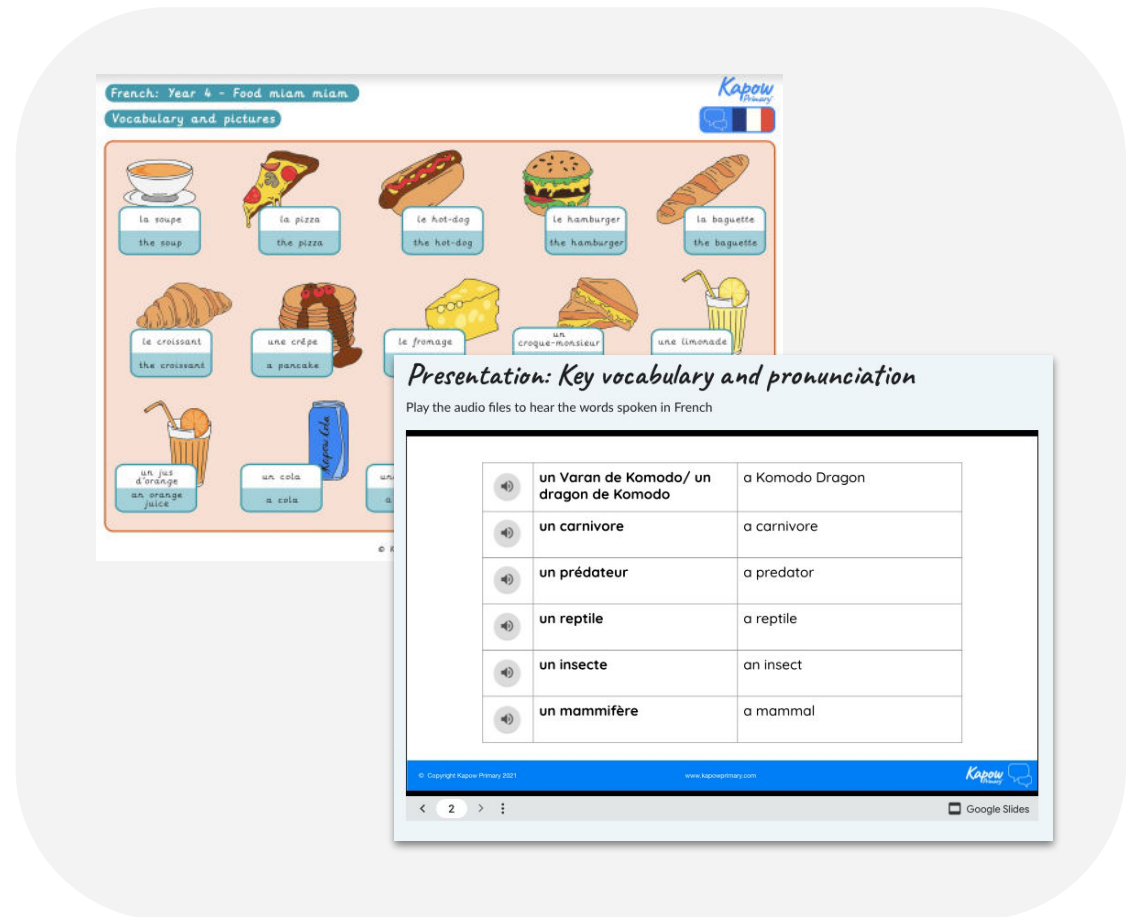 French: Year 4 - Food miam miam
Kapow
Primary
Vocabulary and pictures
la soupe
the soup
la pizza
the pizza
le hot-dog
the hot-dog
le hamburger
the hamburger
la baguette
the baguette
le croissant
the croissant
une crêpe
a pancake
le fromage
un
croque-monsieur
une limonade
un jus
d'orange
an orange
juice
Kapow Cola
un cola
a cola
un
a
©
Presentation: Key vocabulary and pronunciation
Play the audio files to hear the words spoken in French
un Varan de Komodo/ un
dragon de Komodo
a Komodo Dragon
un carnivore
a carnivore
un prédateur
a predator
un reptile
a reptile
un insecte
an insect
un mammifère
a mammal
© Copyright Kapow Primary 2021
www.kapowprimary.com
Kapow
Primary
2
Google Slides